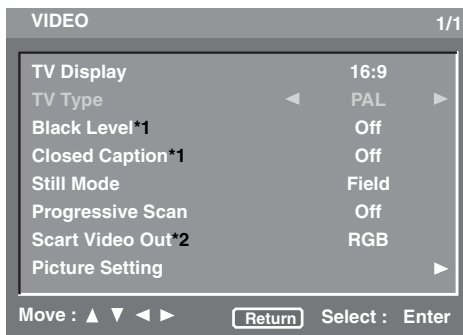 VIDEO 1/1
TV Display 16:9
TV Type ◄ PAL ►
Black Level*1 Off
Closed Caption*1 Off
Still Mode Field
Progressive Scan Off
Scart Video Out*2 RGB
Picture Setting ►
Move : ▲ ▼ ◄ ► Return Select : Enter